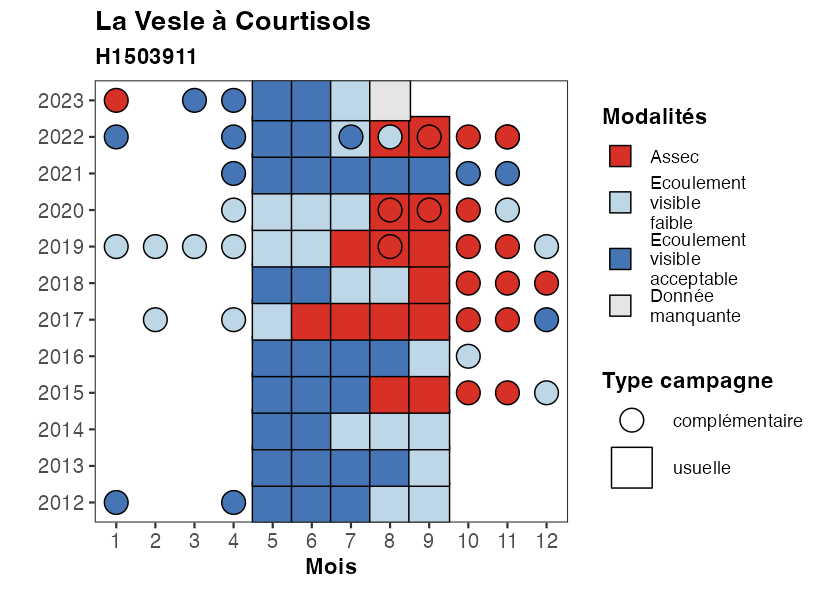 La Vesle à Courtisols
H1503911
2023
2022
2021
2020
2019
2018
2017
2016
2015
2014
2013
2012
1 2 3 4 5 6 7 8 9 10 11 12
Mois
Modalités
Assec
Ecoulement
visible
faible
Ecoulement
visible
acceptable
Donnée
manquante
Type campagne
complémentaire
usuelle